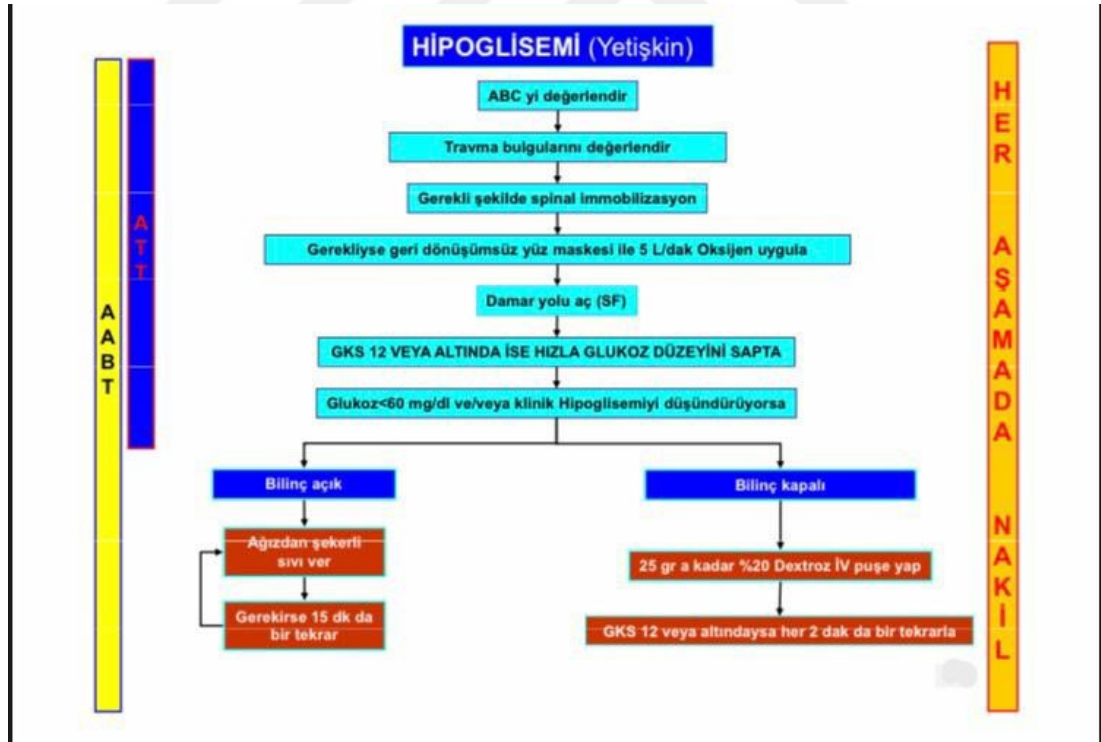 HİPOGLİSEMİ (Yetişkin)
ABC yi değerlendir
Travma bulgularını değerlendir
Gerekli şekilde spinal immobilizasyon
Gerekliyse geri dönüşümsüz yüz maskesi ile 5 L/dak Oksijen uygula
Damar yolu aç (SF)
GKS 12 VEYA ALTINDA İSE HIZLA GLUKOZ DÜZEYİNİ SAPTA
Glukoz<60 mg/dl ve/veya klinik Hipoglisemiyi düşündürüyorsa
Bilinç açık
Ağızdan şekerli
sıvı ver
Gerekirse 15 dk da
bir tekrar
Bilinç kapalı
25 gr a kadar %20 Dextroz İV puşe yap
GKS 12 veya altındaysa her 2 dak da bir tekrarla
AABT
ATT
HER AŞAMADA NAKİL